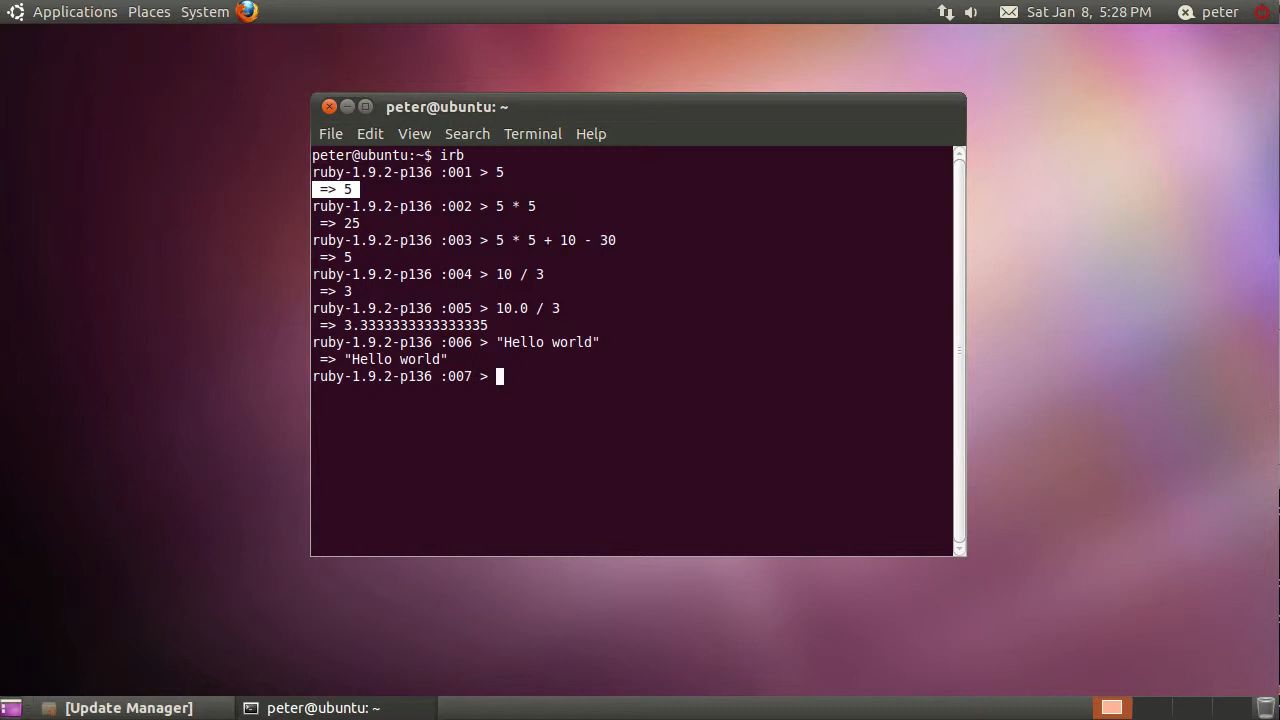 Applications Places System Sat Jan 8, 5:28 PM peter
peter@ubuntu: ~
File Edit View Search Terminal Help
peter@ubuntu:~$ irb
ruby-1.9.2-p136 :001 > 5
=> 5
ruby-1.9.2-p136 :002 > 5 * 5
=> 25
ruby-1.9.2-p136 :003 > 5 * 5 + 10 - 30
=> 5
ruby-1.9.2-p136 :004 > 10 / 3
=> 3
ruby-1.9.2-p136 :005 > 10.0 / 3
=> 3.3333333333333335
ruby-1.9.2-p136 :006 > "Hello world"
=> "Hello world"
ruby-1.9.2-p136 :007 >
[Update Manager] peter@ubuntu: ~